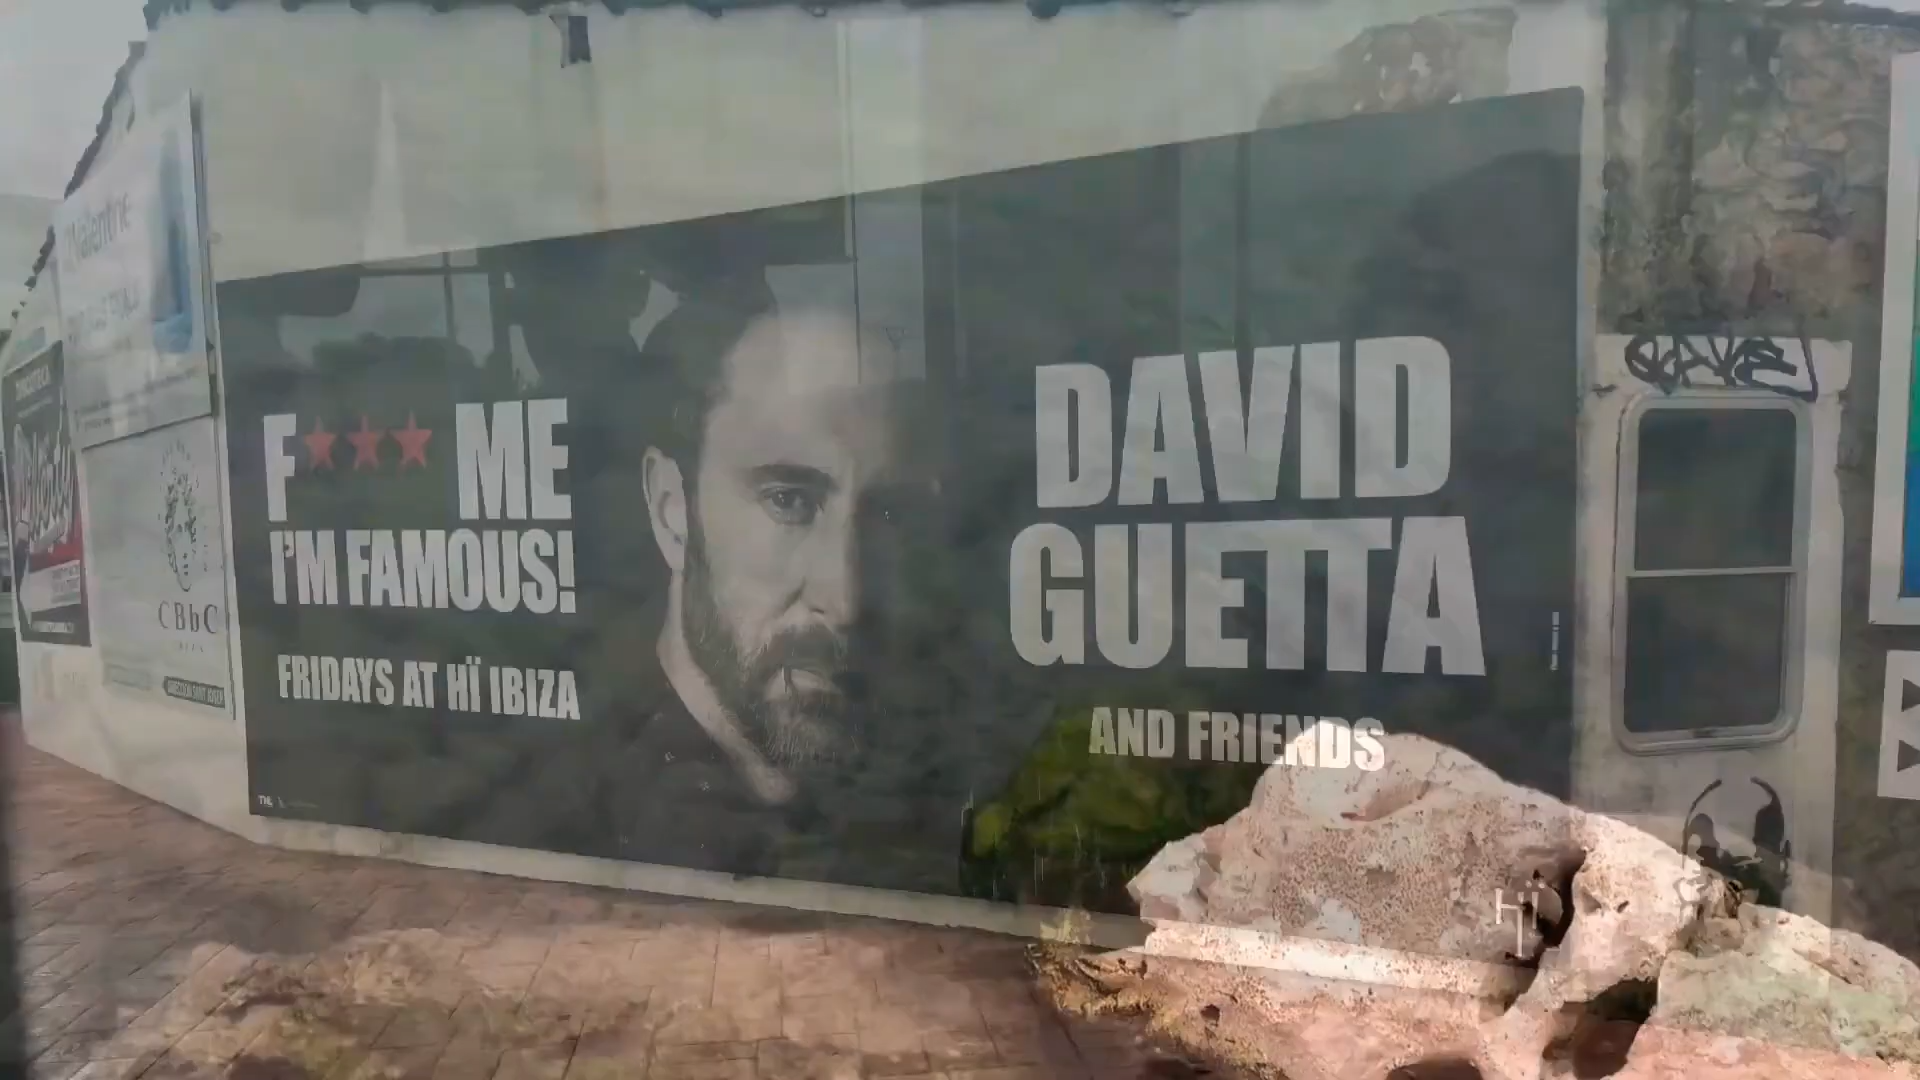 Valentine
F★★★ ME
I'M FAMOUS!
FRIDAYS AT HÏ IBIZA
DAVID
GUETTA
AND FRIENDS
CBbC
Hï